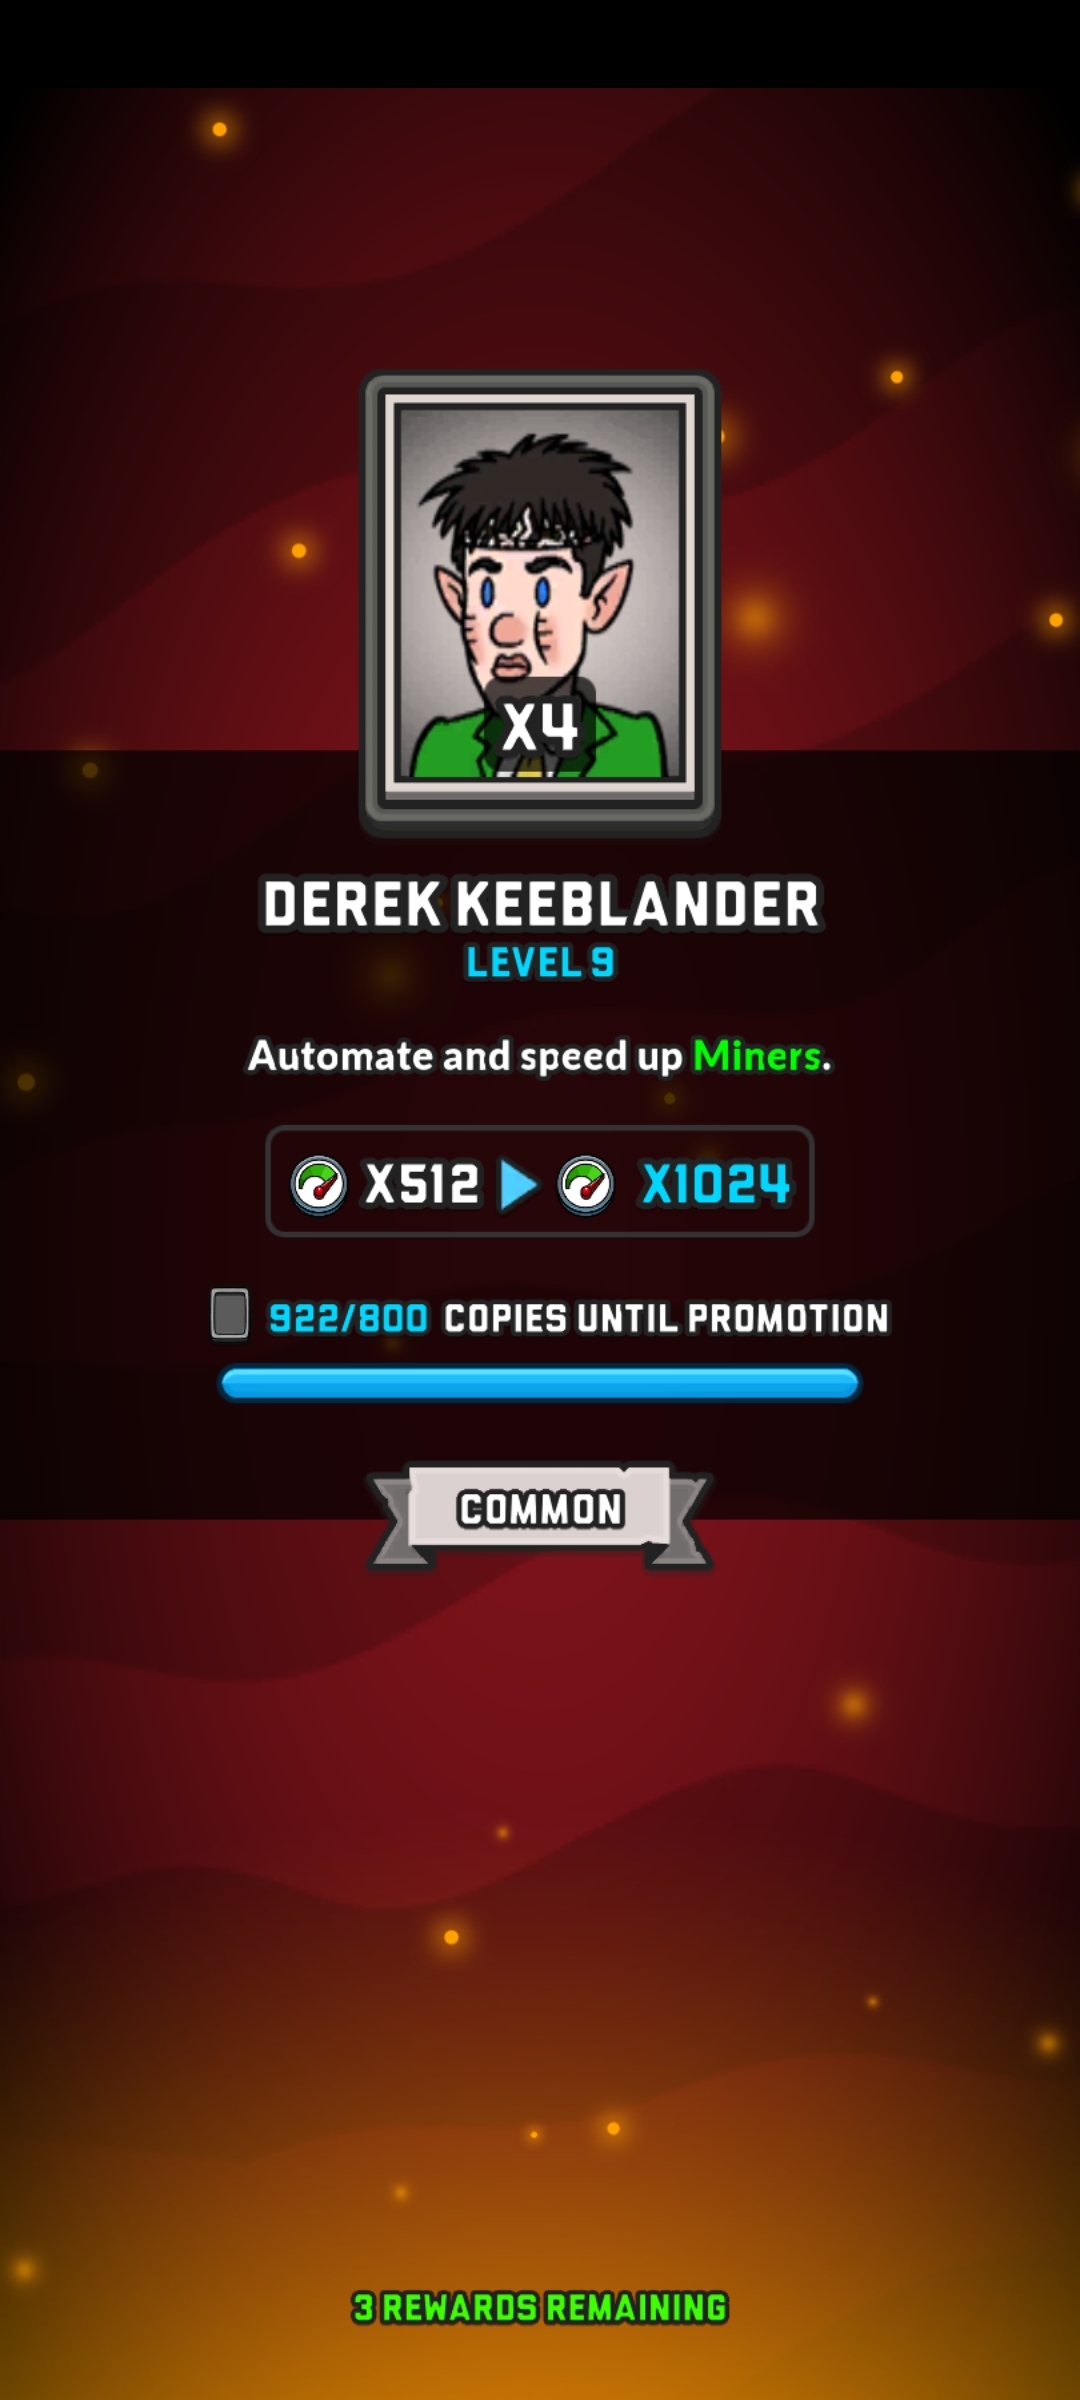 X4
DEREK KEEBLANDER
LEVEL 9
Automate and speed up Miners.
X512 X1024
922/800 COPIES UNTIL PROMOTION
COMMON
3 REWARDS REMAINING